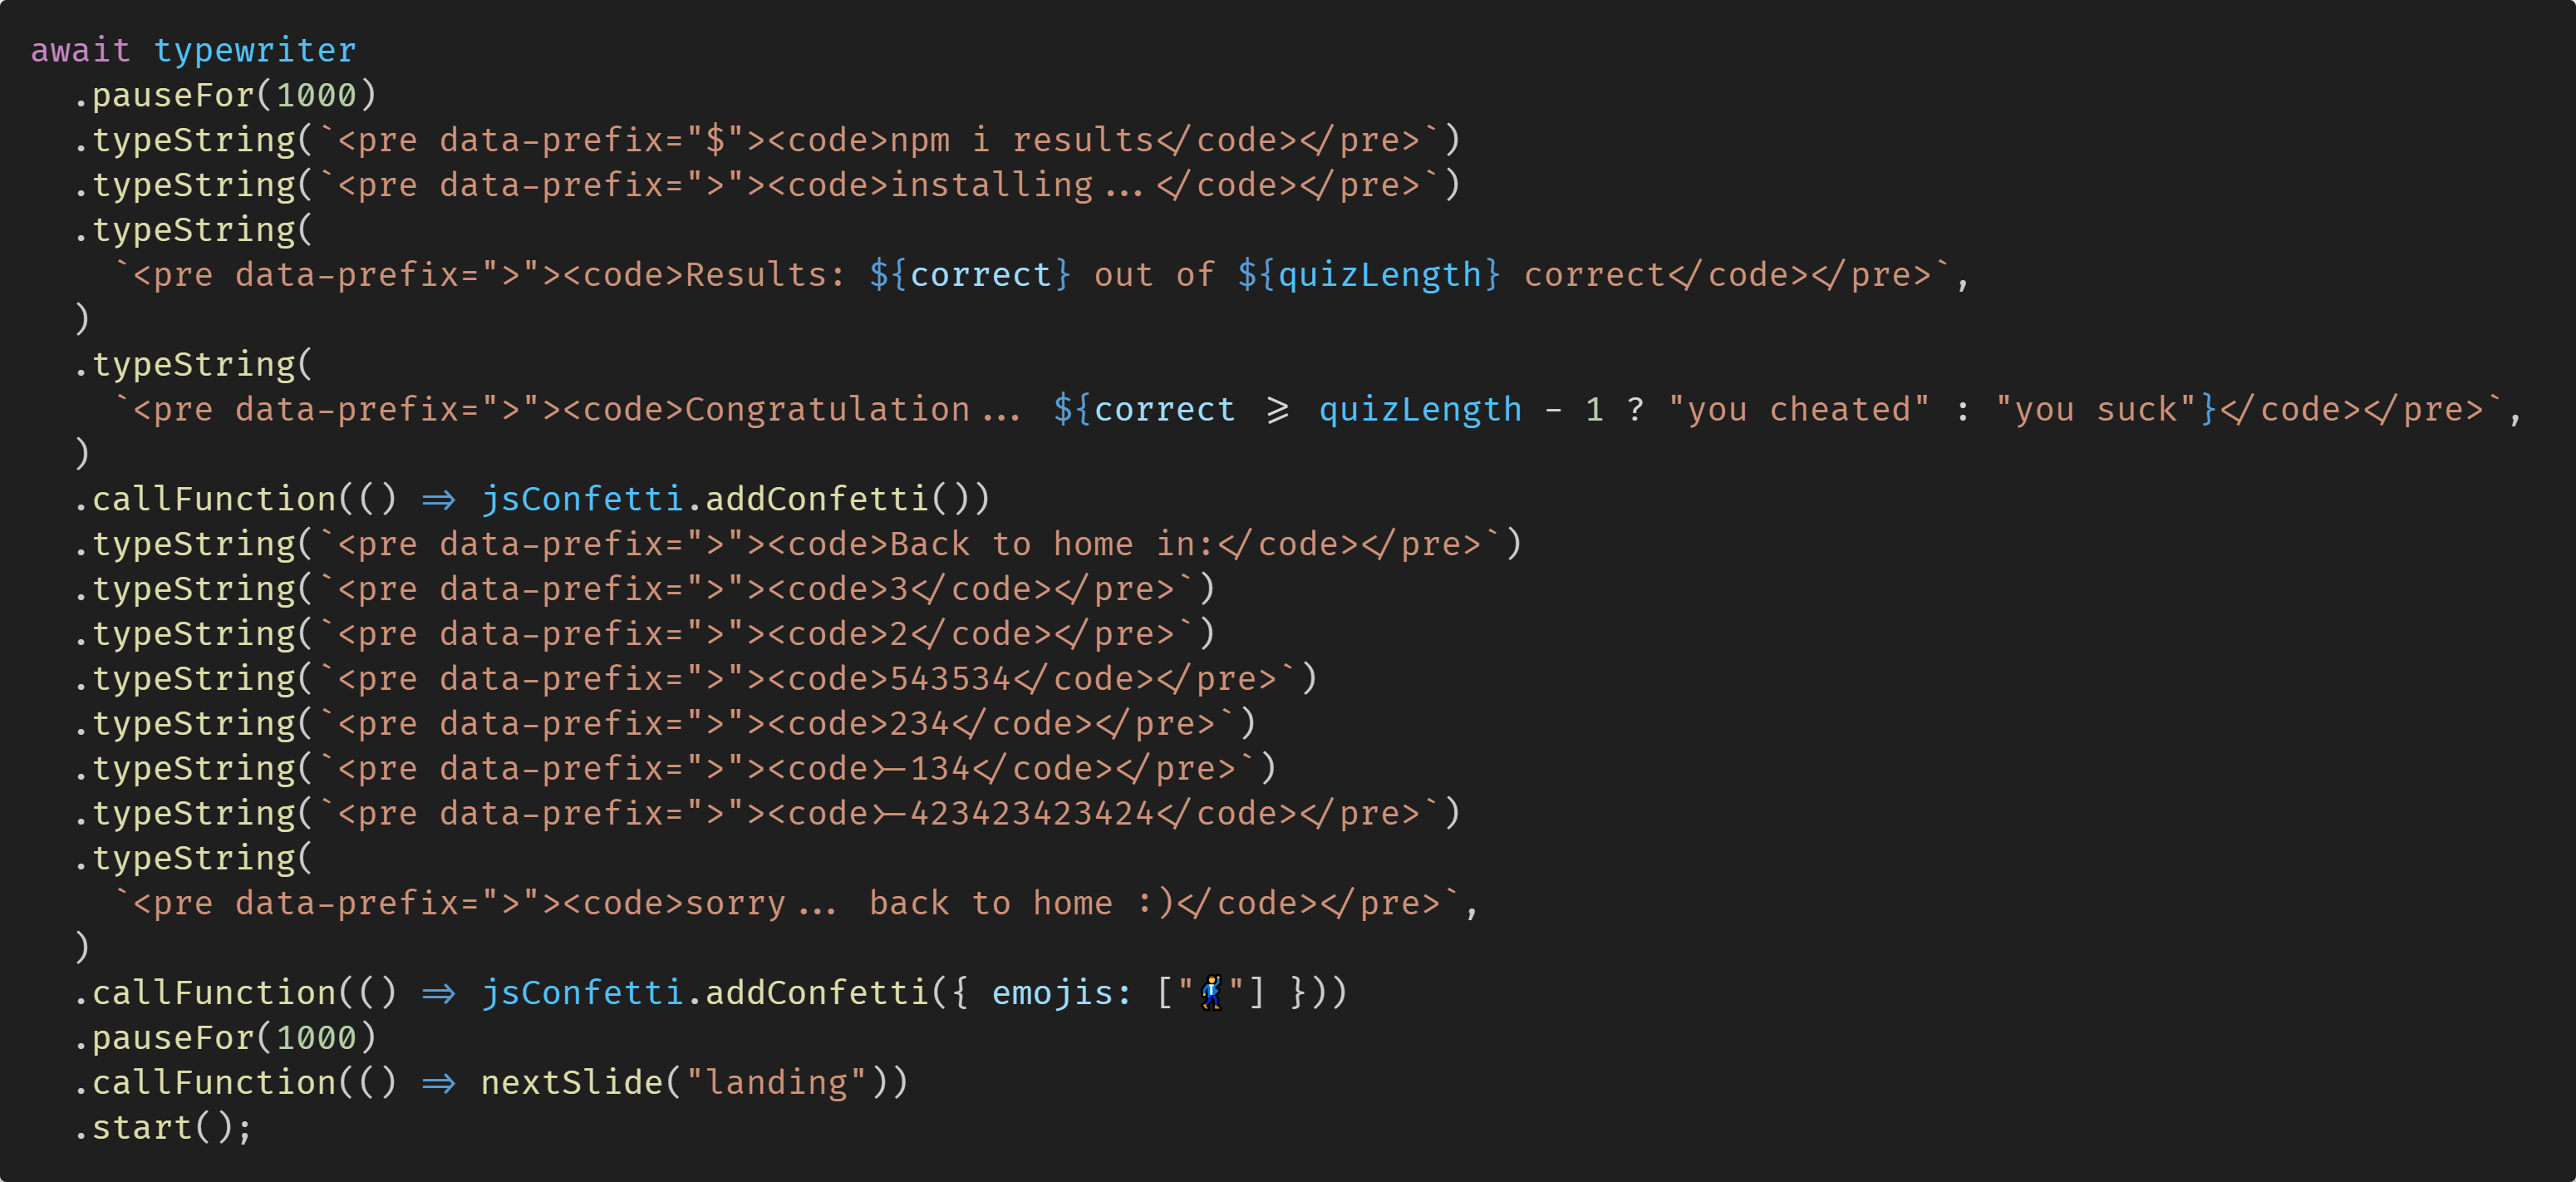 await typewriter
  .pauseFor(1000)
  .typeString(`<pre data-prefix="$"><code>npm i results</code></pre>`)
  .typeString(`<pre data-prefix=">"><code>installing...</code></pre>`)
  .typeString(
    `<pre data-prefix=">"><code>Results: ${correct} out of ${quizLength} correct</code></pre>`,
  )
  .typeString(
    `<pre data-prefix=">"><code>Congratulation... ${correct >= quizLength - 1 ? "you cheated" : "you suck"}</code></pre>`,
  )
  .callFunction(() => jsConfetti.addConfetti())
  .typeString(`<pre data-prefix=">"><code>Back to home in:</code></pre>`)
  .typeString(`<pre data-prefix=">"><code>3</code></pre>`)
  .typeString(`<pre data-prefix=">"><code>2</code></pre>`)
  .typeString(`<pre data-prefix=">"><code>543534</code></pre>`)
  .typeString(`<pre data-prefix=">"><code>234</code></pre>`)
  .typeString(`<pre data-prefix=">"><code>-134</code></pre>`)
  .typeString(`<pre data-prefix=">"><code>-423423423424</code></pre>`)
  .typeString(
    `<pre data-prefix=">"><code>sorry... back to home :)</code></pre>`,
  )
  .callFunction(() => jsConfetti.addConfetti({ emojis: ["🕺"] }))
  .pauseFor(1000)
  .callFunction(() => nextSlide("landing"))
  .start();